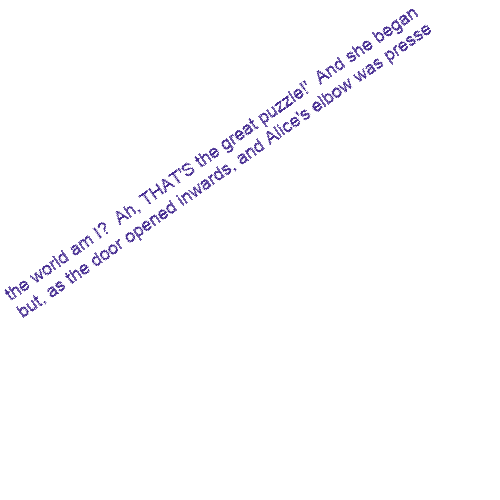 the world am I?  Ah, THAT'S the great puzzle!'  And she began
but, as the door opened inwards, and Alice's elbow was presse